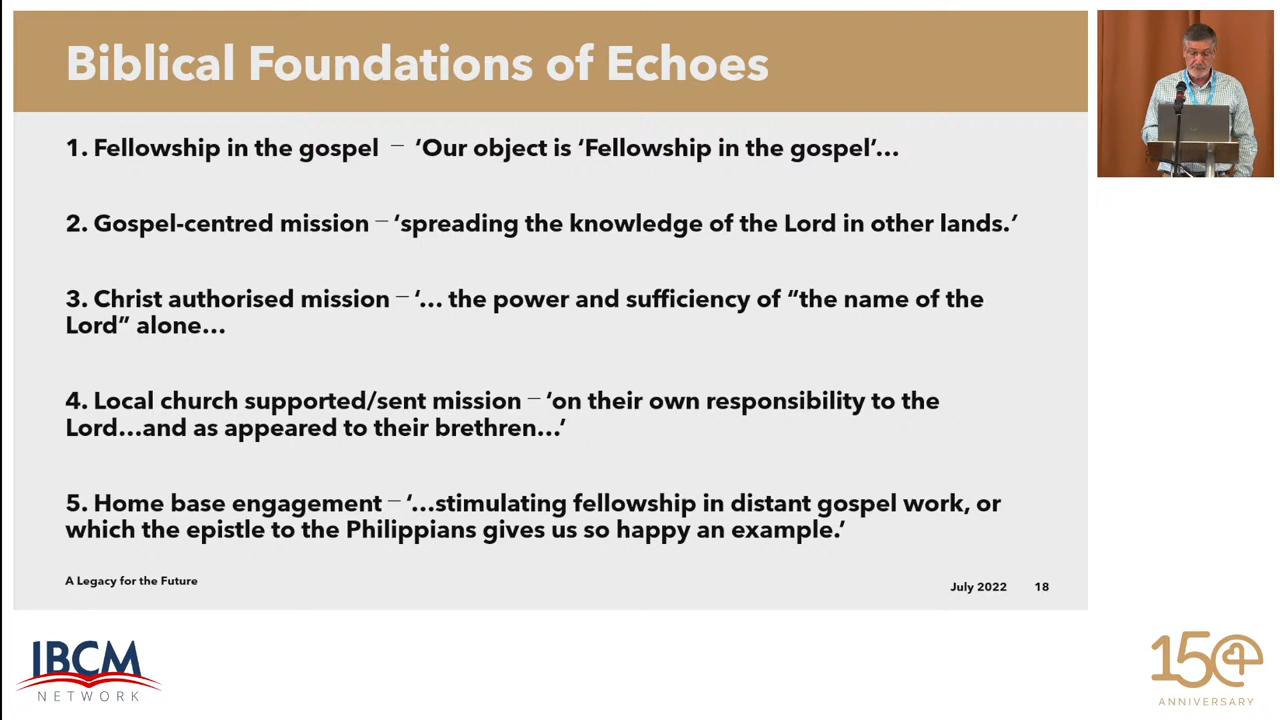 Biblical Foundations of Echoes
1. Fellowship in the gospel – ‘Our object is ‘Fellowship in the gospel’…
2. Gospel-centred mission – ‘spreading the knowledge of the Lord in other lands.’
3. Christ authorised mission – ‘… the power and sufficiency of “the name of the
Lord” alone…
4. Local church supported/sent mission – ‘on their own responsibility to the
Lord…and as appeared to their brethren…’
5. Home base engagement – ‘…stimulating fellowship in distant gospel work, or
which the epistle to the Philippians gives us so happy an example.’
A Legacy for the Future
July 2022 18
IBCM
NETWORK
150
ANNIVERSARY